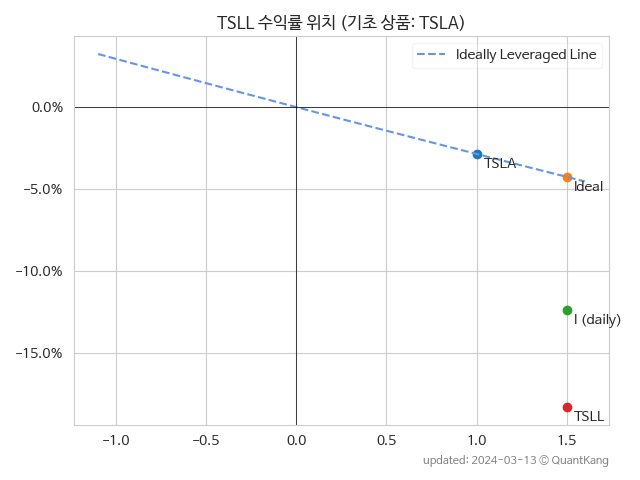 TSLL 수익률 위치 (기초 상품: TSLA)
Ideally Leveraged Line
0.0%
TSLA
−5.0%
Ideal
−10.0%
I (daily)
−15.0%
TSLL
−1.0 −0.5 0.0 0.5 1.0 1.5
updated: 2024-03-13 © QuantKang